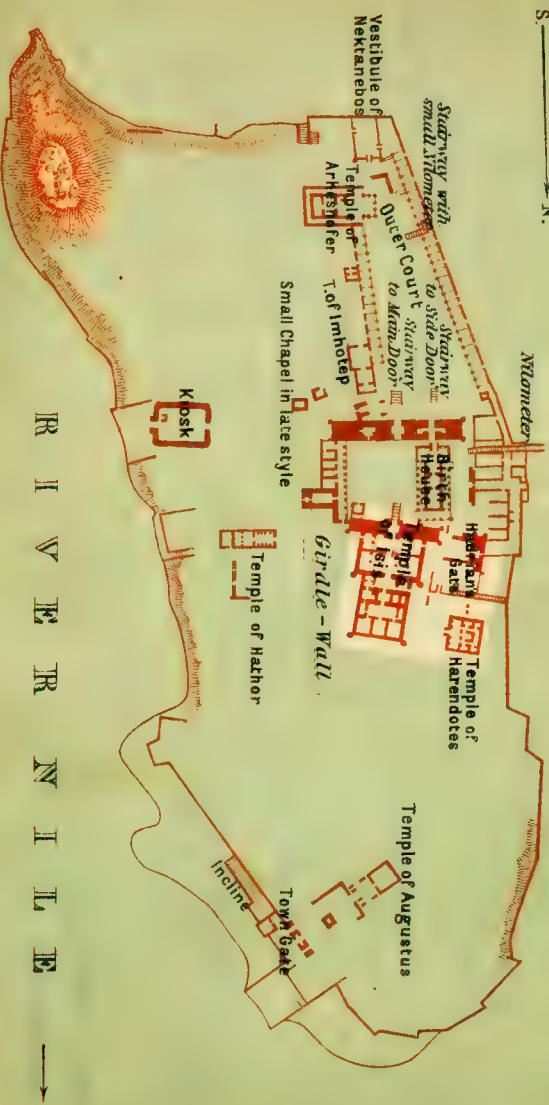 S. N.
Vestibule of
Nektanebos
Stairway with
small Nilometer
Temple of
Arhesnofer
Outer Court
Stairway
to Side Door
Stairway
to Main Door
T. of Imhotep
Small Chapel in late style
Nilometer
Kiosk
Birth
House
Hadrian's
Gate
Temple
of Isis
Girdle-Wall
Temple of Hathor
Temple of
Harendotes
Temple of Augustus
Incline
Town Gate
RIVER NILE